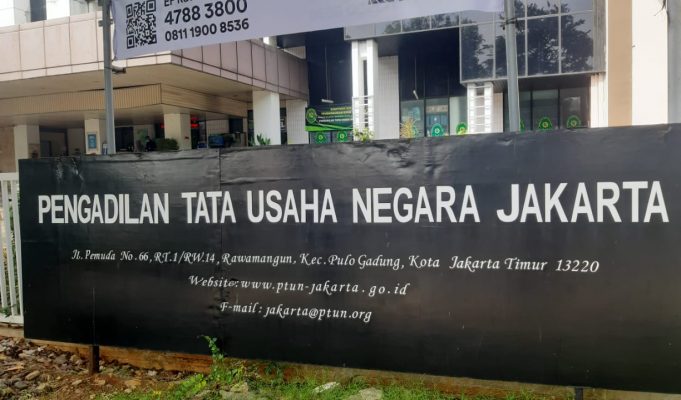 4788 3800
0811 1900 8536
PENGADILAN TATA USAHA NEGARA JAKARTA
Jl. Pemuda No. 66, RT.1/RW.14, Rawamangun, Kec. Pulo Gadung, Kota Jakarta Timur 13220
Website: www.ptun-jakarta.go.id
E-mail : jakarta@ptun.org